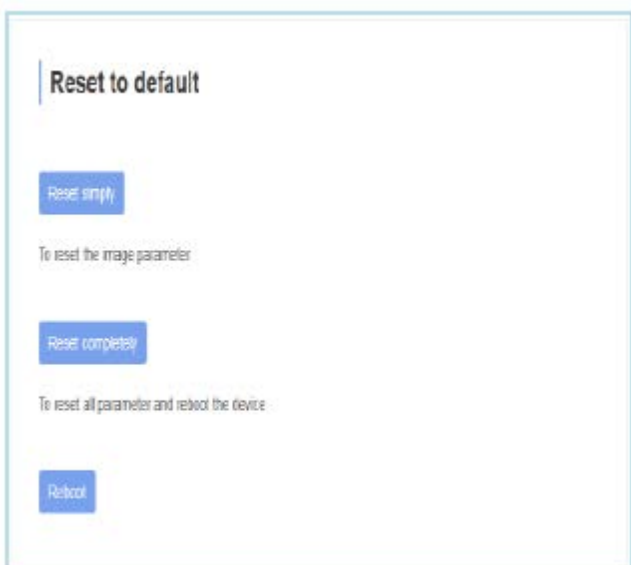 Reset to default
Reset simply
To reset the image parameter
Reset completely
To reset all parameter and reboot the device
Reboot